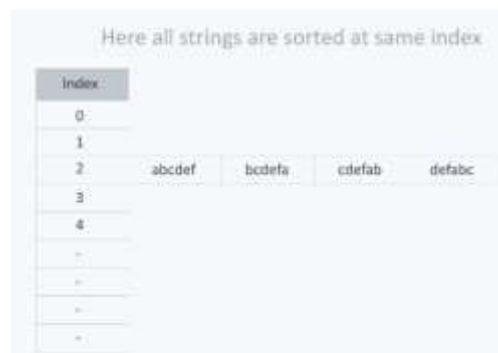 Here all strings are sorted at same index
Index
0
1
2 abcdef bcdefa cdefab defabc
3
4
-
-
-
-